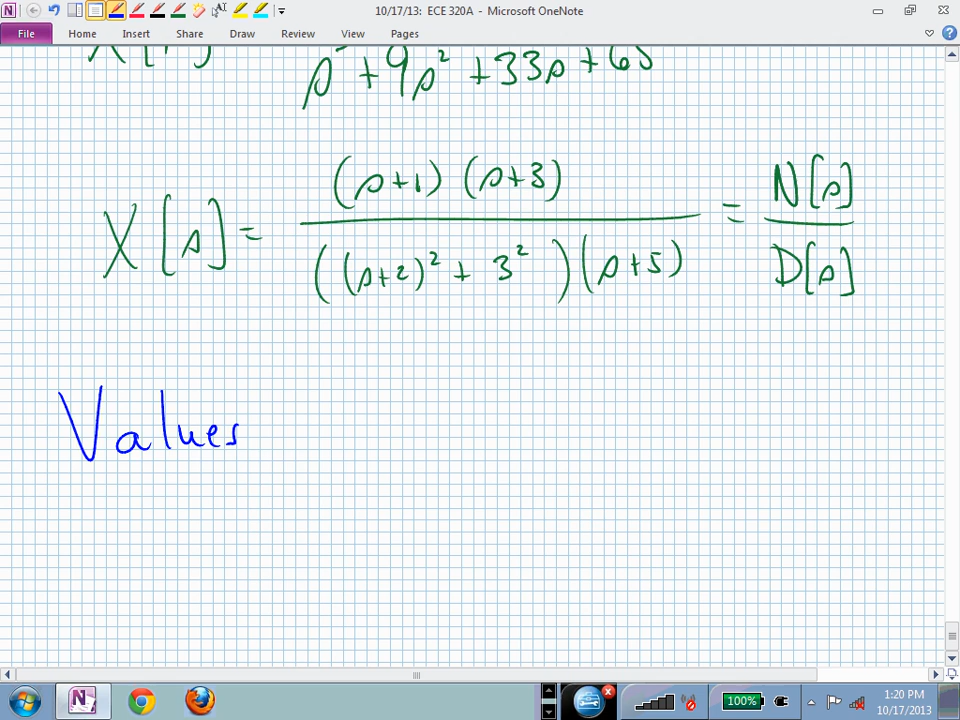 10/17/13: ECE 320A - Microsoft OneNote
File Home Insert Share Draw Review View Pages
+ 9s² + 33s +
X[s] = (s+1) (s+3) / ((s+2)² + 3²)(s+5) = N[s] / D[s]
Values
100%
1:20 PM
10/17/2013